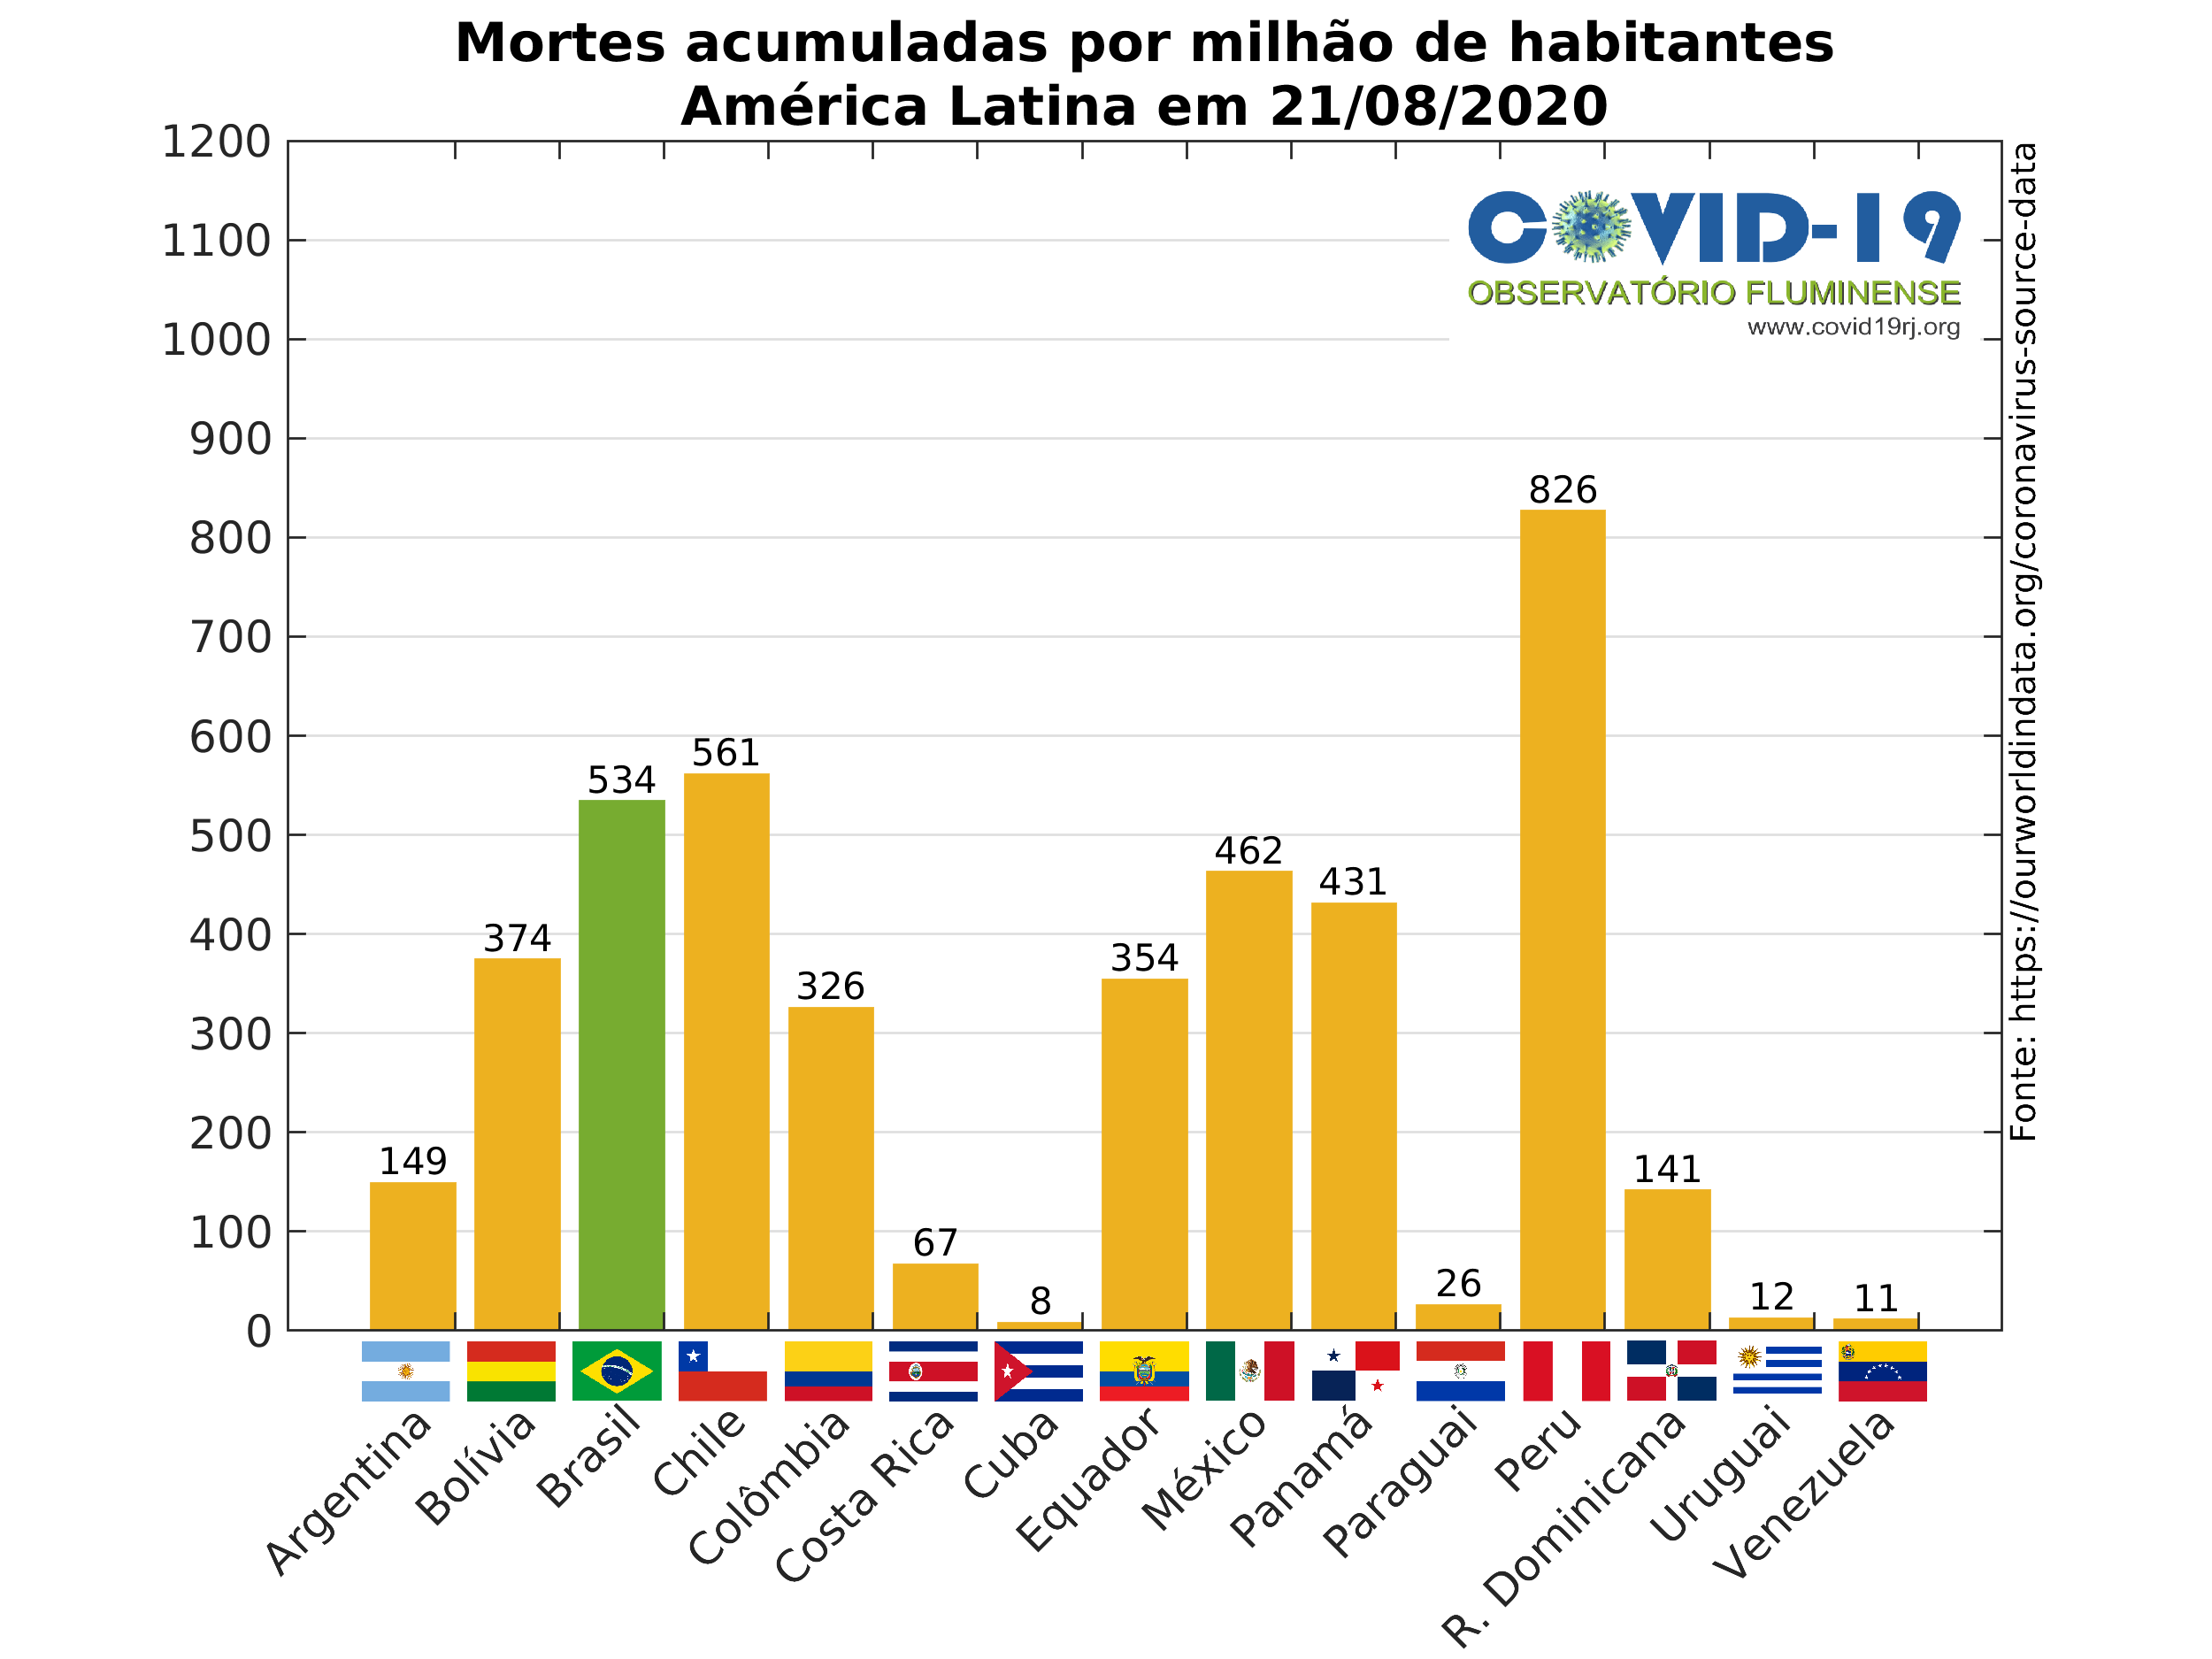 Mortes acumuladas por milhão de habitantes
América Latina em 21/08/2020
1200
1100
1000
900
800
700
600
500
400
300
200
100
0
COVID-19
OBSERVATÓRIO FLUMINENSE
www.covid19rj.org
149
374
534
561
326
67
8
354
462
431
26
826
141
12
11
Argentina
Bolívia
Brasil
Chile
Colômbia
Costa Rica
Cuba
Equador
México
Panamá
Paraguai
Peru
R. Dominicana
Uruguai
Venezuela
Fonte: https://ourworldindata.org/coronavirus-source-data